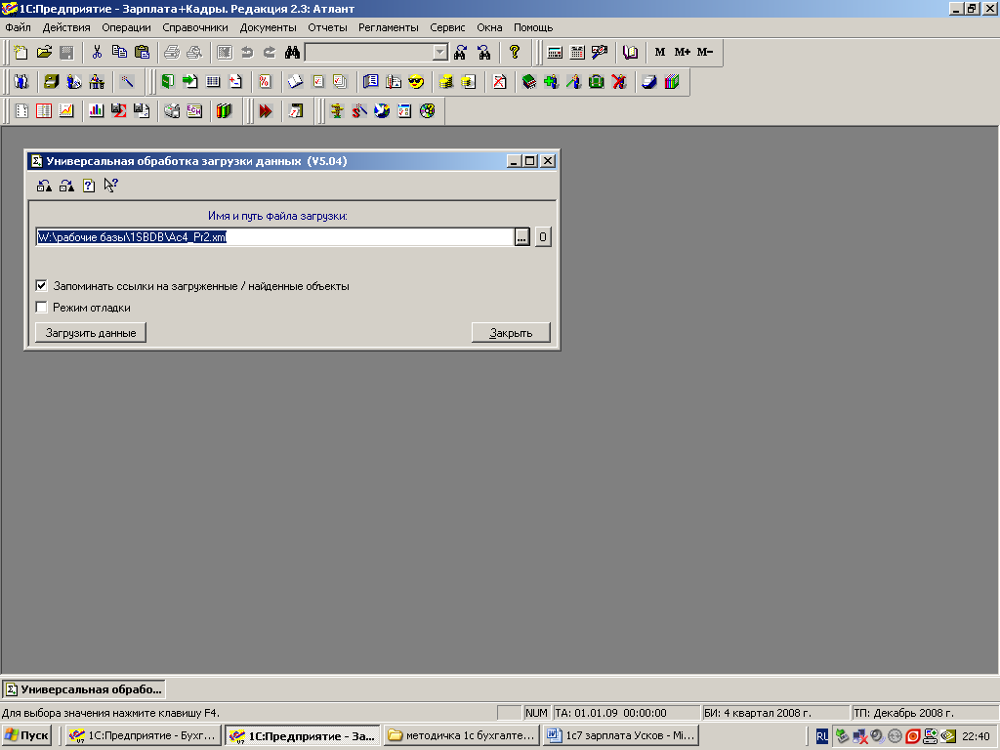 1С:Предприятие - Зарплата+Кадры. Редакция 2.3: Атлант
Файл Действия Операции Справочники Документы Отчеты Регламенты Сервис Окна Помощь
M M+ M-
Универсальная обработка загрузки данных (V5.04)
Имя и путь файла загрузки:
W:\рабочие базы\1SBDB\Ac4_Pr2.xml
... О
Запоминать ссылки на загруженные / найденные объекты
Режим отладки
Загрузить данные Закрыть
Универсальная обрабо...
Для выбора значения нажмите клавишу F4. NUM TA: 01.01.09 00:00:00 БИ: 4 квартал 2008 г. ТП: Декабрь 2008 г.
Пуск 1С:Предприятие - Бухг... 1С:Предприятие - За... методичка 1с бухгалте... 1с7 зарплата Усков - Mi... RU 22:40